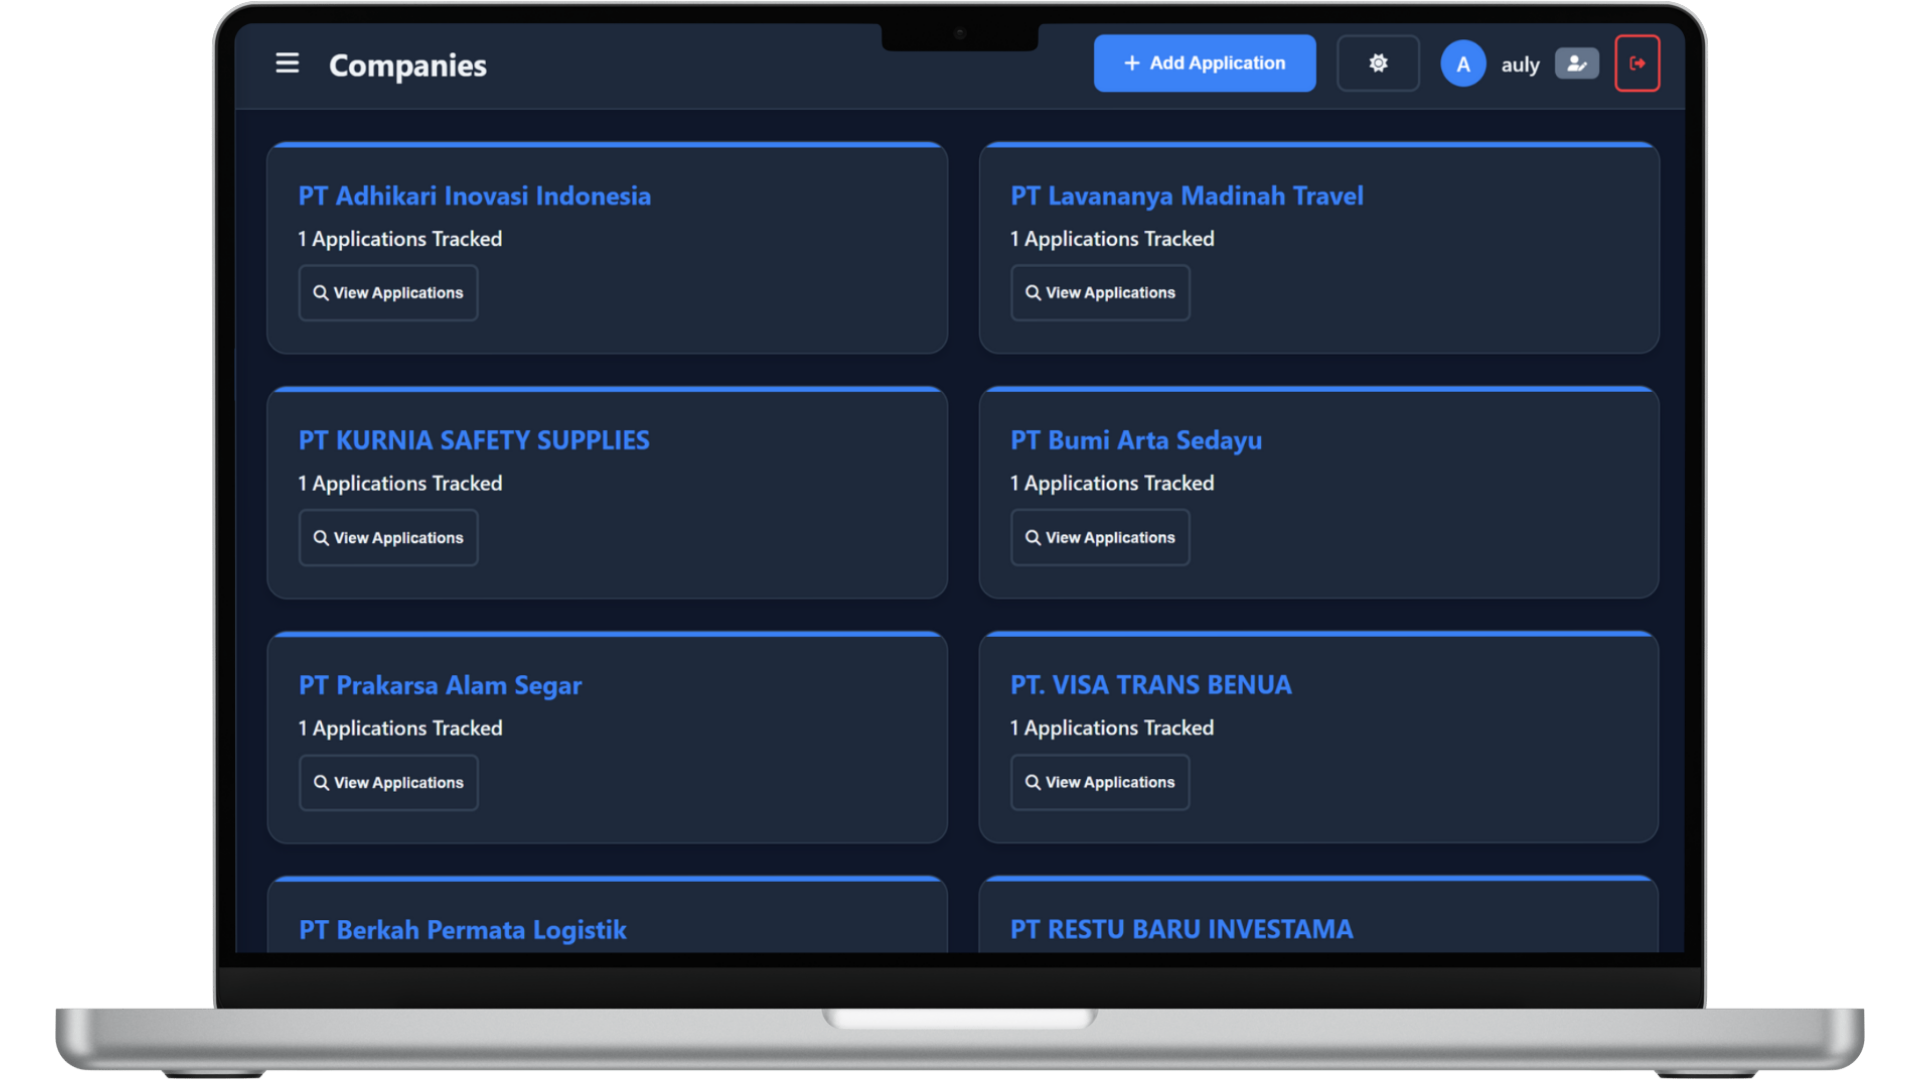 Companies
+ Add Application
A
auly
PT Adhikari Inovasi Indonesia
1 Applications Tracked
View Applications
PT Lavananya Madinah Travel
1 Applications Tracked
View Applications
PT KURNIA SAFETY SUPPLIES
1 Applications Tracked
View Applications
PT Bumi Arta Sedayu
1 Applications Tracked
View Applications
PT Prakarsa Alam Segar
1 Applications Tracked
View Applications
PT. VISA TRANS BENUA
1 Applications Tracked
View Applications
PT Berkah Permata Logistik
PT RESTU BARU INVESTAMA